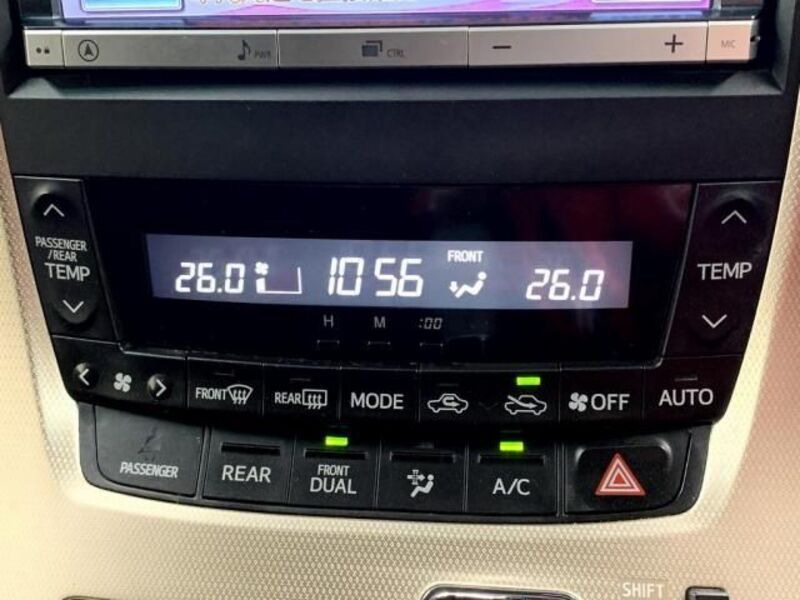 PWR
CTRL
MIC
PASSENGER
/REAR
TEMP
26.0
10 56
FRONT
26.0
TEMP
H M :00
FRONT
REAR
MODE
OFF
AUTO
PASSENGER
REAR
FRONT
DUAL
A/C
SHIFT